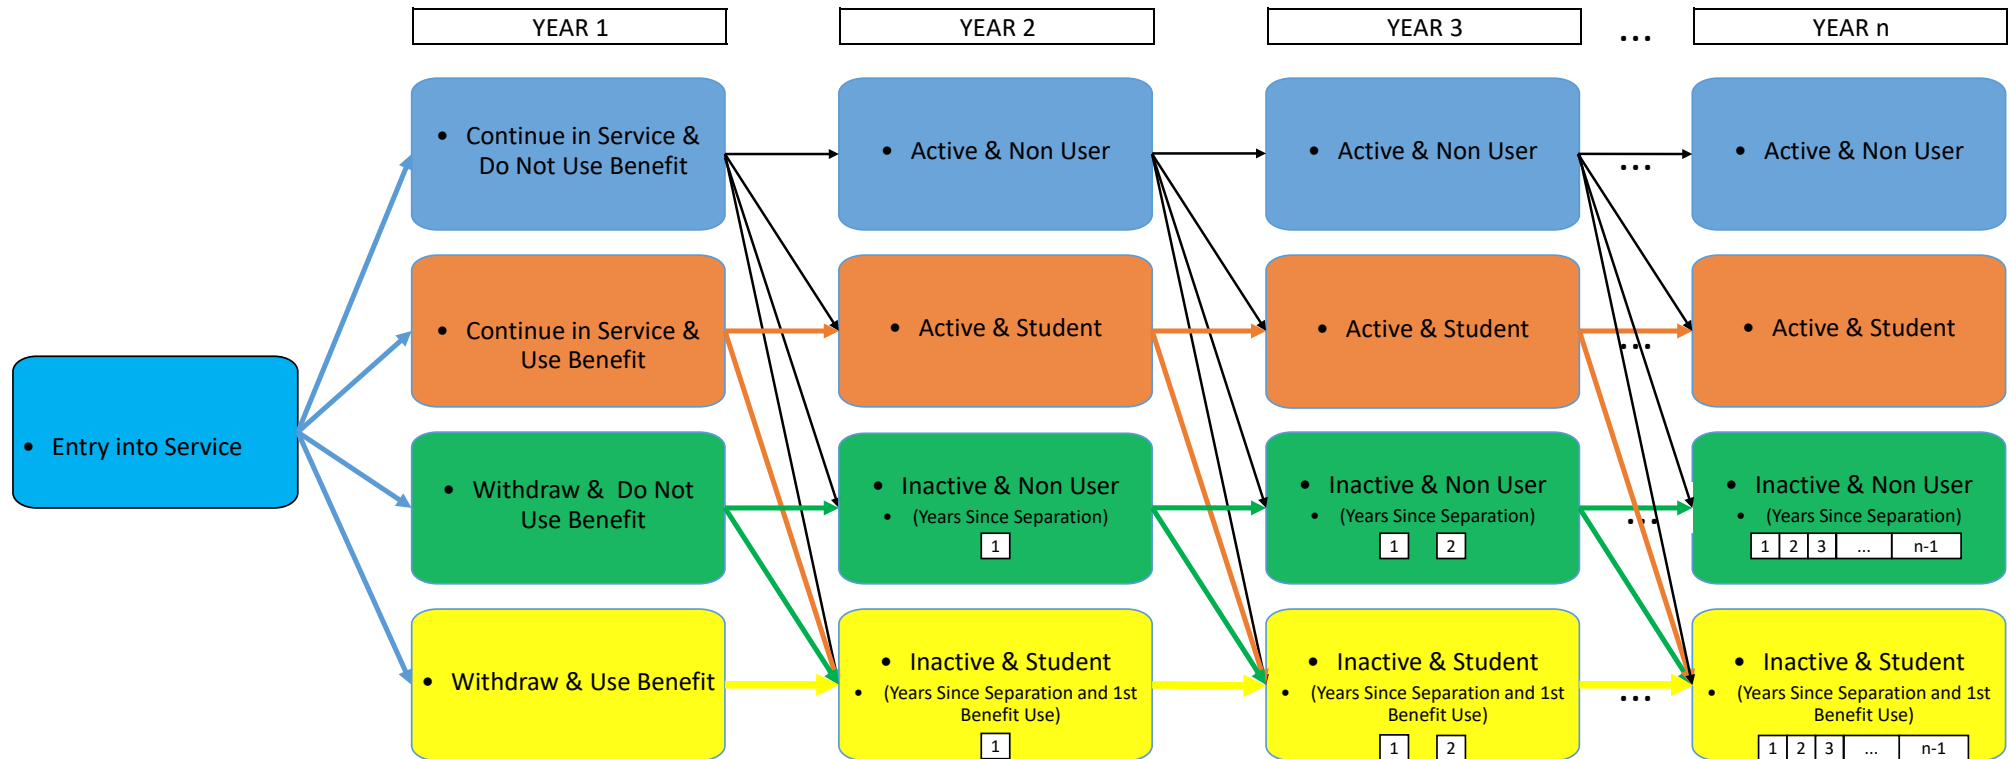 YEAR 1
YEAR 2
YEAR 3
...
YEAR n
• Continue in Service &
Do Not Use Benefit
• Active & Non User
• Active & Non User
...
• Active & Non User
• Continue in Service &
Use Benefit
• Active & Student
• Active & Student
...
• Active & Student
• Entry into Service
• Withdraw & Do Not
Use Benefit
• Inactive & Non User
• (Years Since Separation)
1
• Inactive & Non User
• (Years Since Separation)
1 2
...
• Inactive & Non User
• (Years Since Separation)
1 2 3 ... n-1
• Withdraw & Use Benefit
• Inactive & Student
• (Years Since Separation and 1st
Benefit Use)
1
• Inactive & Student
• (Years Since Separation and 1st
Benefit Use)
1 2
...
• Inactive & Student
• (Years Since Separation and 1st
Benefit Use)
1 2 3 ... n-1